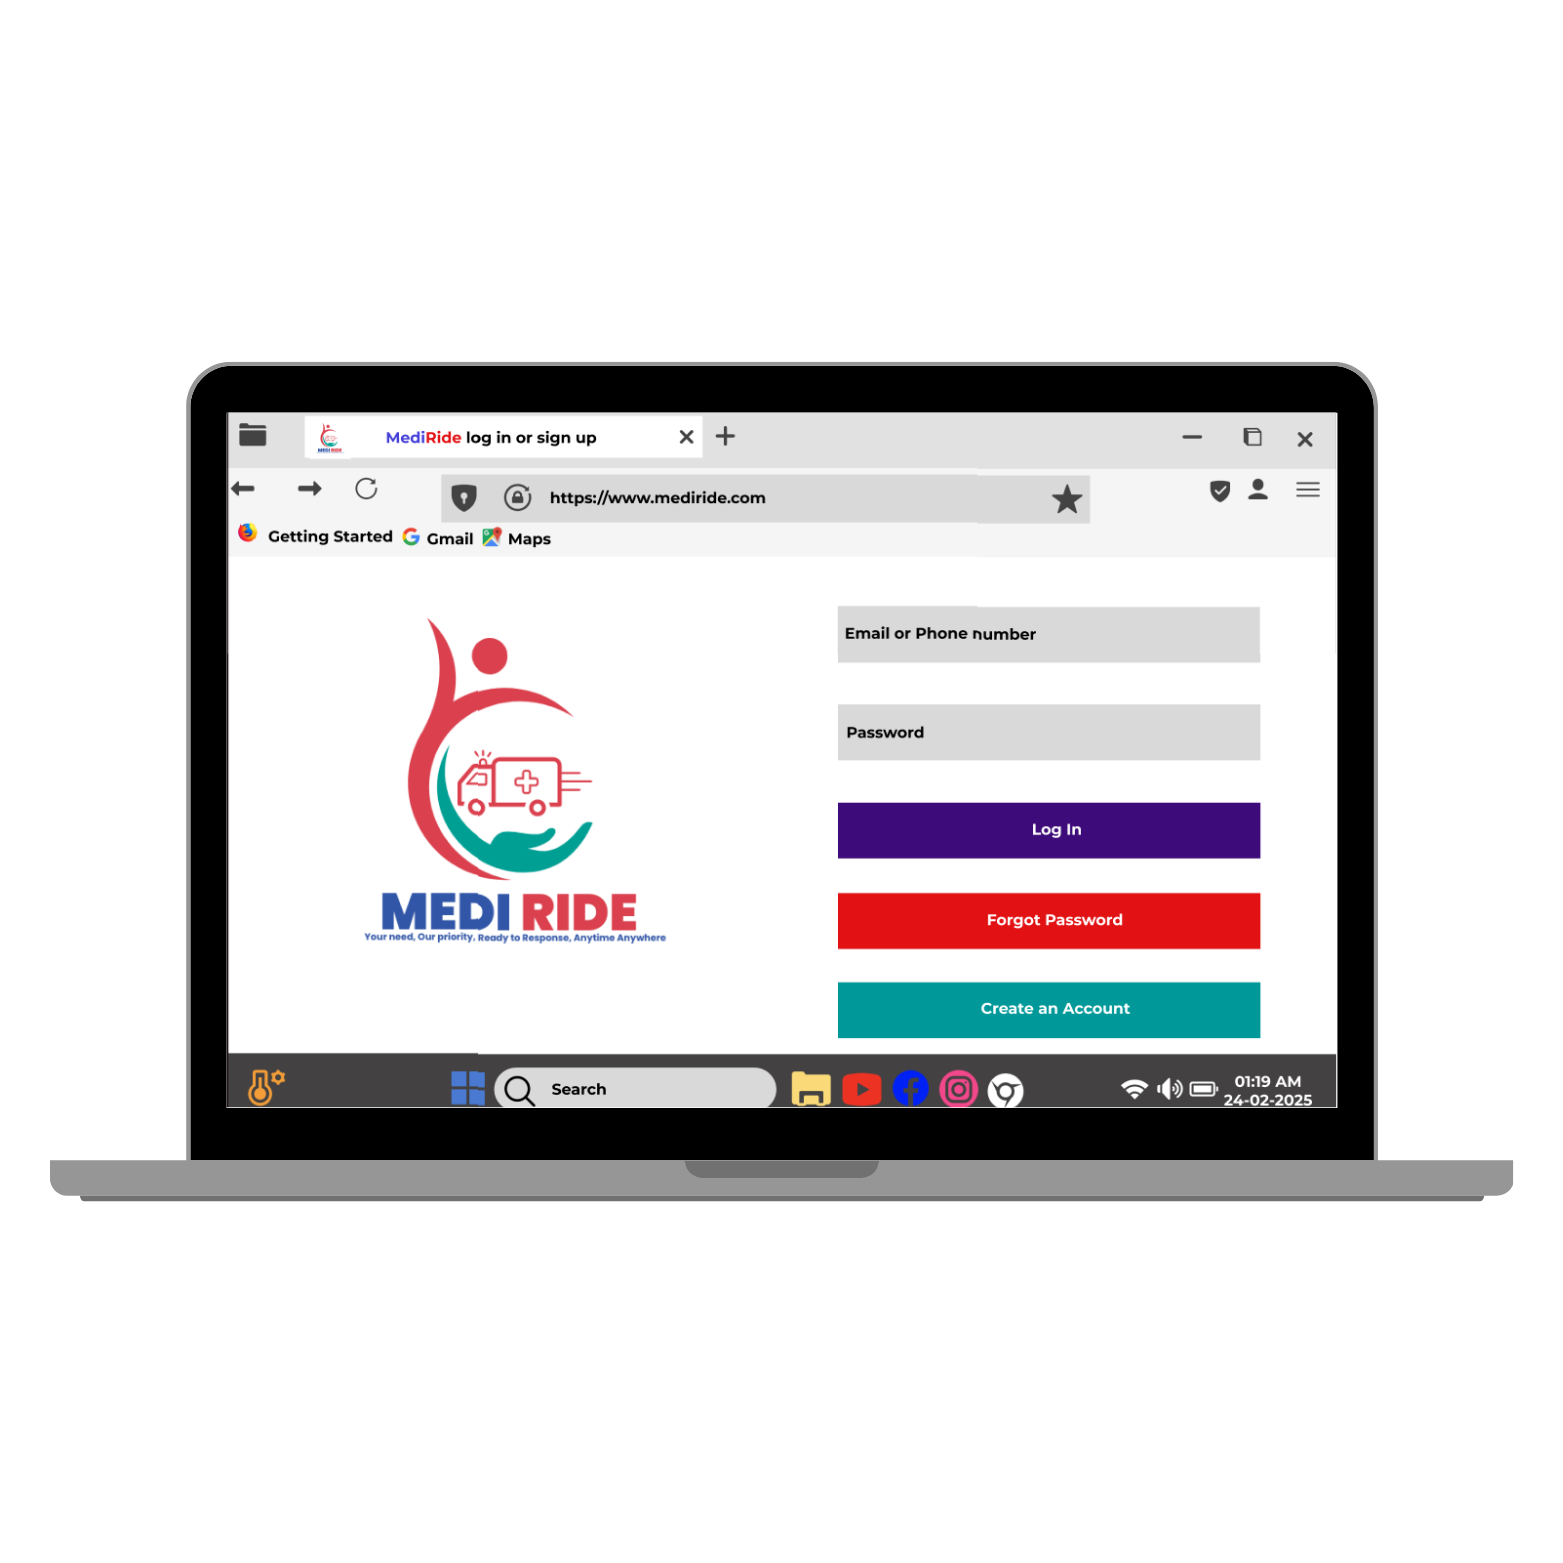 MediRide log in or sign up
https://www.mediride.com
Getting Started Gmail Maps
Email or Phone number
Password
Log In
Forgot Password
Create an Account
MEDI RIDE
Your need, Our priority, Ready to Response, Anytime Anywhere
Search
01:19 AM
24-02-2025